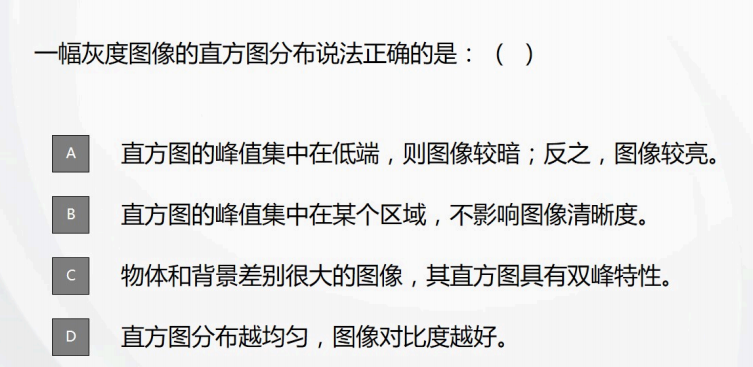 一幅灰度图像的直方图分布说法正确的是：（ ）
A 直方图的峰值集中在低端，则图像较暗；反之，图像较亮。
B 直方图的峰值集中在某个区域，不影响图像清晰度。
C 物体和背景差别很大的图像，其直方图具有双峰特性。
D 直方图分布越均匀，图像对比度越好。